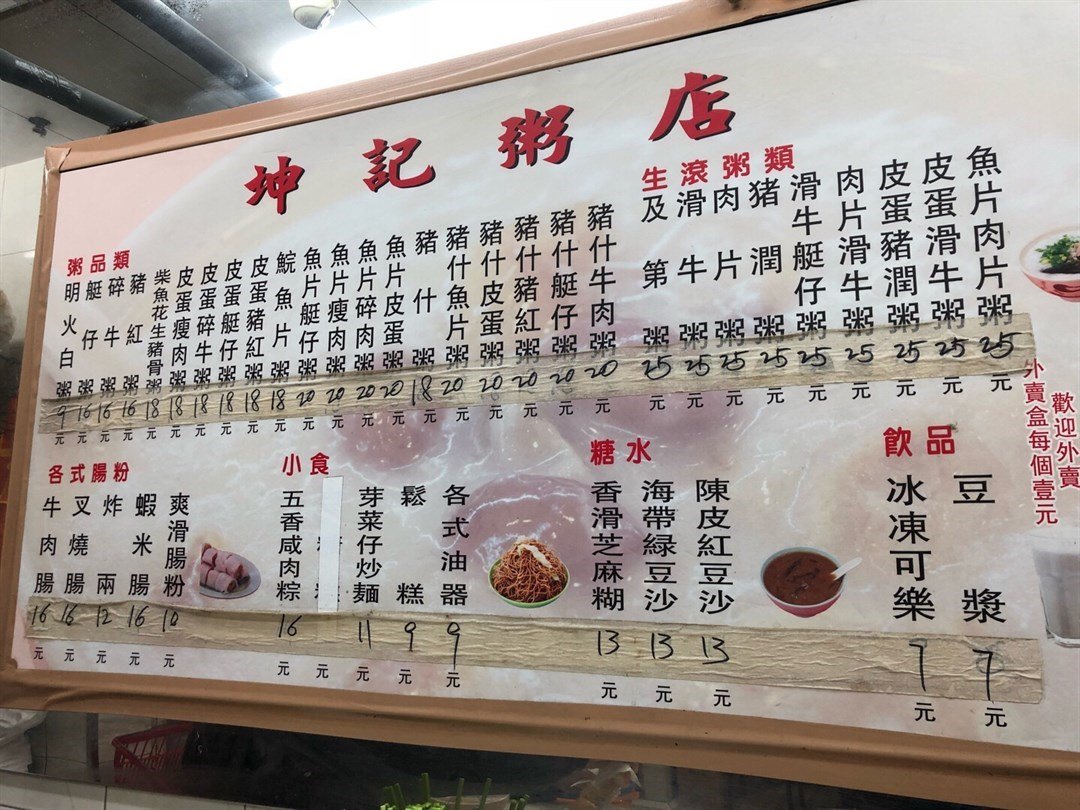 坤記粥店
粥品類
明火白粥 9元
艇仔粥 16元
碎牛粥 16元
豬紅粥 16元
柴魚花生豬骨粥 18元
皮蛋瘦肉粥 18元
皮蛋碎牛粥 18元
皮蛋艇仔粥 18元
皮蛋豬紅粥 18元
鯇魚片粥 18元
魚片艇仔粥 20元
魚片瘦肉粥 20元
魚片碎肉粥 20元
魚片皮蛋粥 20元
豬什粥 18元
豬什魚片粥 20元
豬什皮蛋粥 20元
豬什豬紅粥 20元
豬什艇仔粥 20元
豬什牛肉粥 20元
生滾粥類
及第粥 25元
滑牛粥 25元
肉片粥 25元
豬潤粥 25元
滑牛艇仔粥 25元
肉片滑牛粥 25元
皮蛋豬潤粥 25元
皮蛋滑牛粥 25元
魚片肉片粥 25元
歡迎外賣
外賣盒每個壹元
各式腸粉
牛肉腸 16元
叉燒腸 16元
炸兩 12元
蝦米腸 16元
爽滑腸粉 10元
小食
五香咸肉粽 16元
元
芽菜仔炒麵 11元
鬆糕 9元
各式油器 9元
糖水
香滑芝麻糊 13元
海帶綠豆沙 13元
陳皮紅豆沙 13元
飲品
冰凍可樂 9元
豆漿 7元